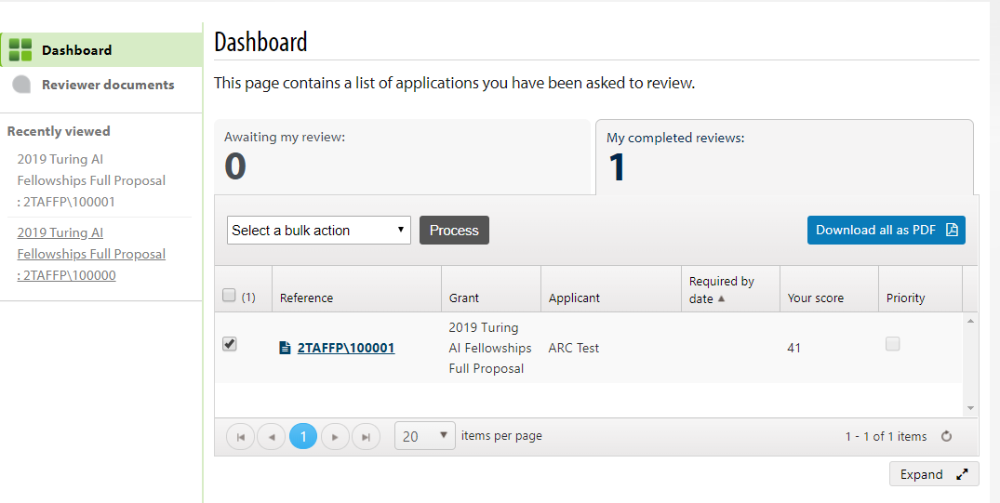 Dashboard
Reviewer documents
Recently viewed
2019 Turing AI
Fellowships Full Proposal
: 2TAFFP\100001
2019 Turing AI
Fellowships Full Proposal
: 2TAFFP\100000
Dashboard
This page contains a list of applications you have been asked to review.
Awaiting my review:
0
My completed reviews:
1
Select a bulk action
Process
Download all as PDF
(1)
Reference
Grant
Applicant
Required by
date
Your score
Priority
2TAFFP\100001
2019 Turing
AI Fellowships
Full Proposal
ARC Test
41
1
20
items per page
1 - 1 of 1 items
Expand